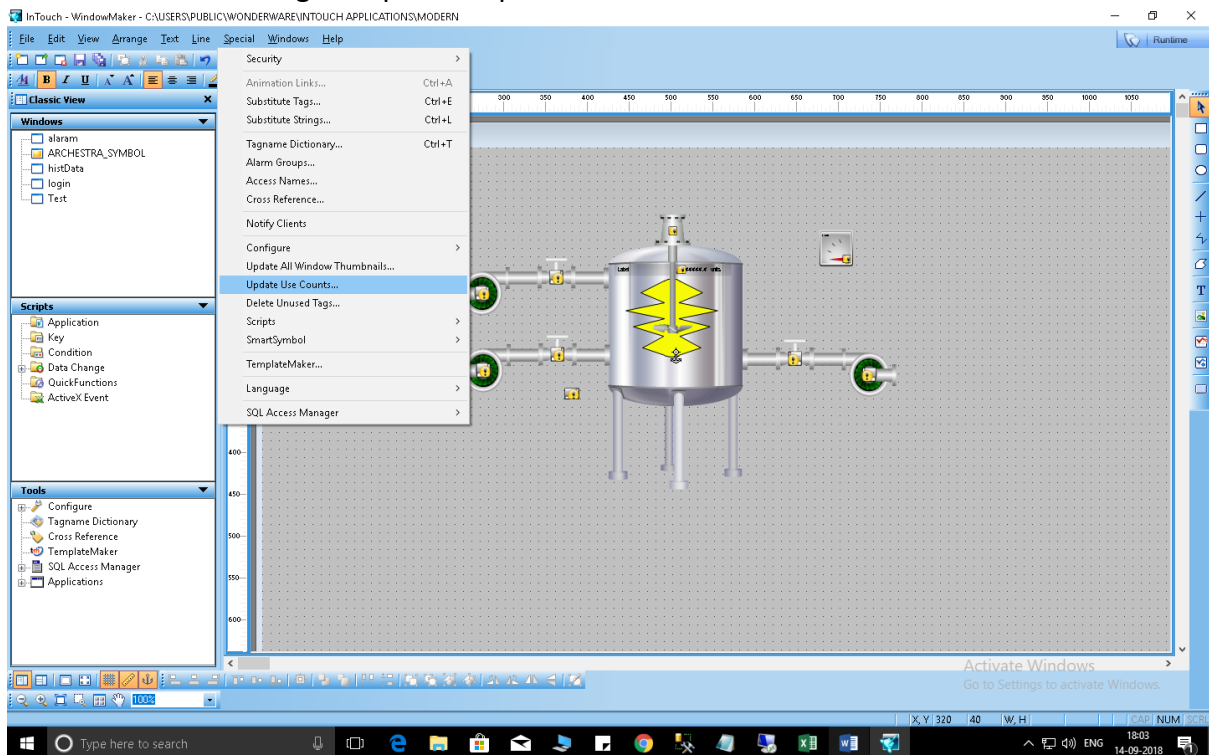 InTouch - WindowMaker - C:\USERS\PUBLIC\WONDERWARE\INTOUCH APPLICATIONS\MODERN
File Edit View Arrange Text Line Special Windows Help
Runtime
Classic View
Windows
alaram
ARCHESTRA_SYMBOL
histData
login
Test
Scripts
Application
Key
Condition
Data Change
QuickFunctions
ActiveX Event
Tools
Configure
Tagname Dictionary
Cross Reference
TemplateMaker
SQL Access Manager
Applications
Security
Animation Links... Ctrl+A
Substitute Tags... Ctrl+E
Substitute Strings... Ctrl+L
Tagname Dictionary... Ctrl+T
Alarm Groups...
Access Names...
Cross Reference...
Notify Clients
Configure
Update All Window Thumbnails...
Update Use Counts...
Delete Unused Tags...
Scripts
SmartSymbol
TemplateMaker...
Language
SQL Access Manager
300 350 400 450 500 550 600 650 700 750 800 850 900 950 1000 1050
Label ######.# units
400
450
500
550
600
Activate Windows
Go to Settings to activate Windows.
100%
X, Y 320 40 W, H CAP NUM SCRL
Type here to search
ENG
18:03
14-09-2018